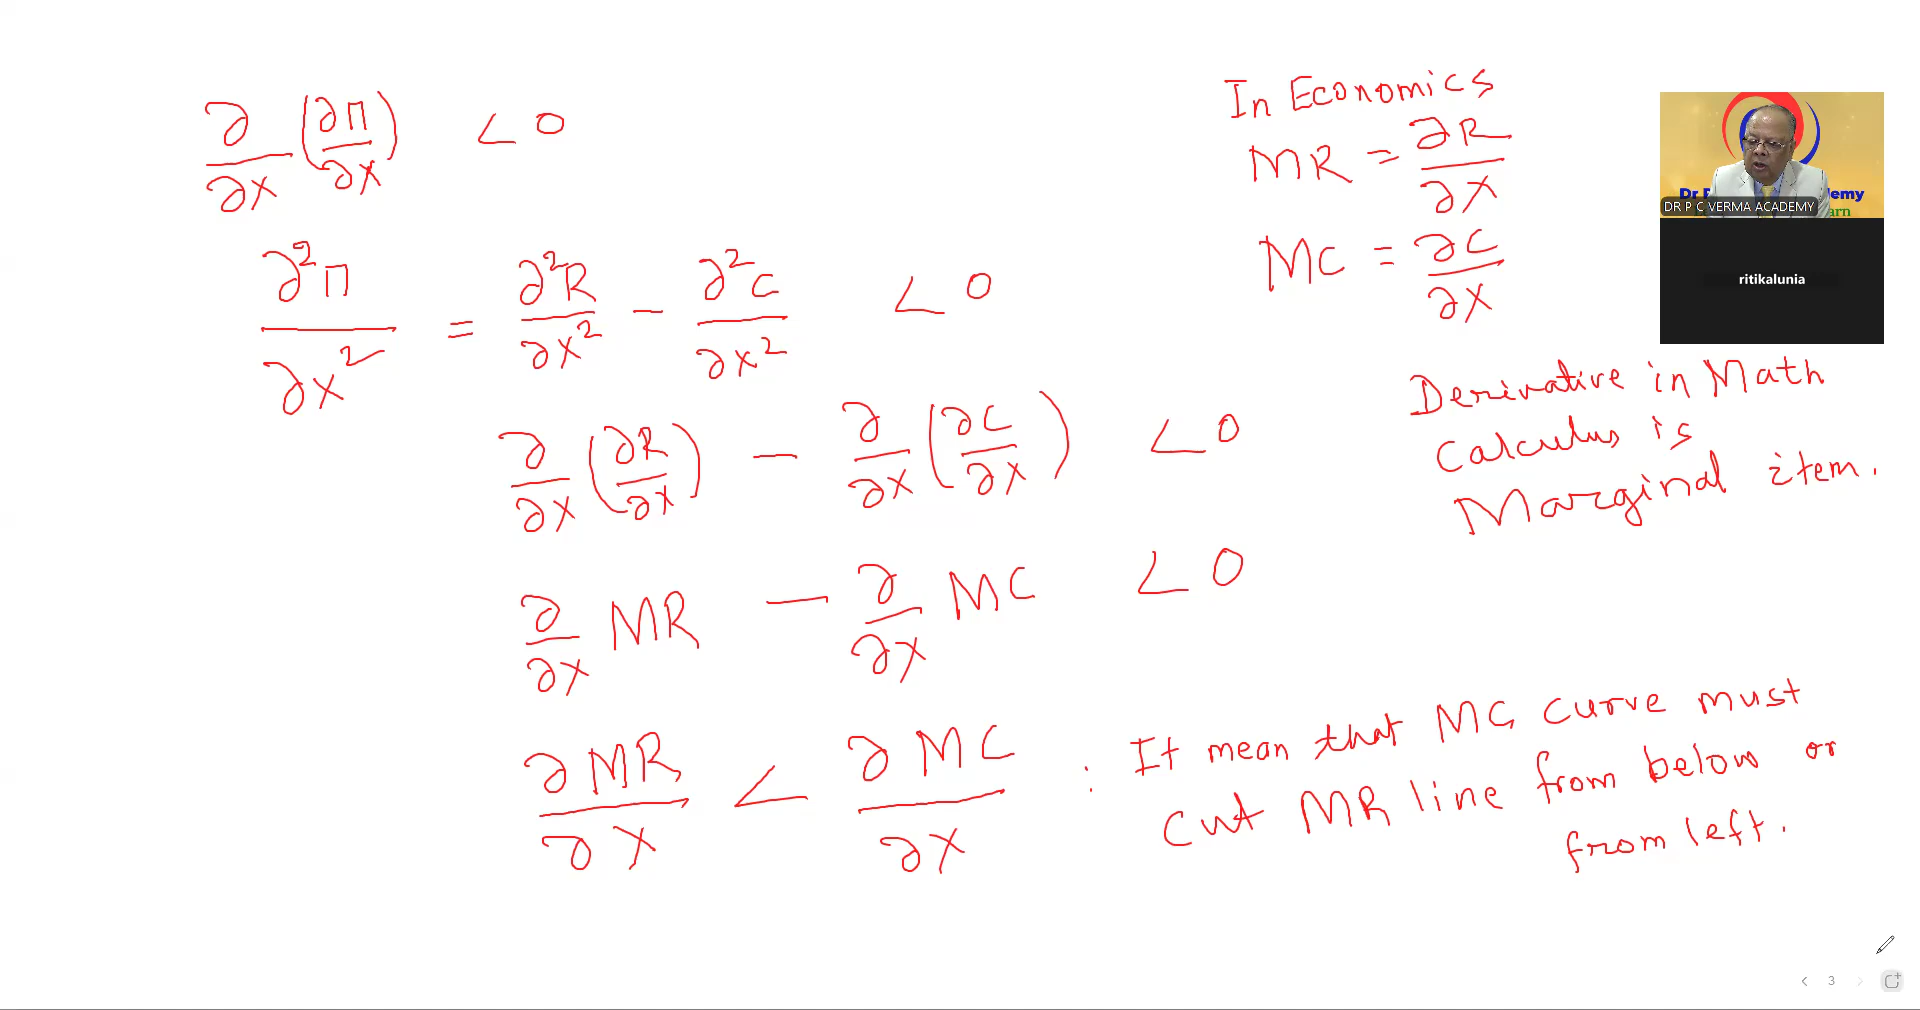 ∂/∂x (∂Π/∂x) < 0
∂²Π/∂x² = ∂²R/∂x² − ∂²C/∂x² < 0
∂/∂x (∂R/∂x) − ∂/∂x (∂C/∂x) < 0
∂/∂x MR − ∂/∂x MC < 0
∂MR/∂X < ∂MC/∂X : It mean that MC curve must
cut MR line from below or
from left.
In Economics
MR = ∂R/∂X
MC = ∂C/∂X
Derivative in Math
Calculus is
Marginal item.
DR P C VERMA ACADEMY
ritikalunia
3